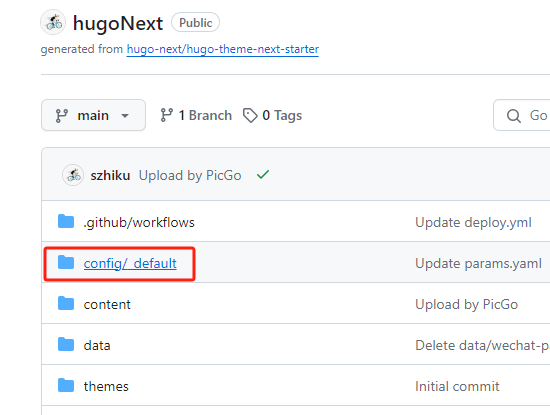 hugoNext Public
generated from hugo-next/hugo-theme-next-starter
main 1 Branch 0 Tags Go
szhiku Upload by PicGo
.github/workflows Update deploy.yml
config/_default Update params.yaml
content Upload by PicGo
data Delete data/wechat-p
themes Initial commit